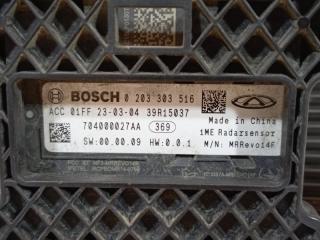 BOSCH 0 203 303 516
ACC 01FF 23-03-04 39R15037
704000027AA 369
Made in China
1ME Radarsensor
SW:00.00.09 HW:0.0.1 M/N: MRRevo14F